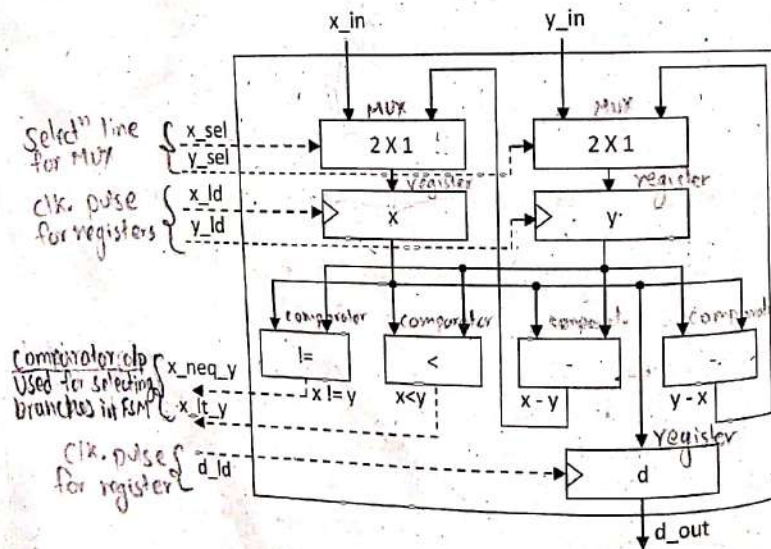 x_in
y_in
MUX
MUX
Selectⁿ line
for MUX
x_sel
y_sel
2 X 1
2 X 1
register
register
Clk. pulse
for registers
x_ld
y_ld
x
y
comparator
comparator
!=
<
-
-
comparator o/p
used for selecting
branches in FSM
x_neq_y
x_lt_y
x != y
x<y
x - y
y - x
register
Clk. pulse
for register
d_ld
d
d_out